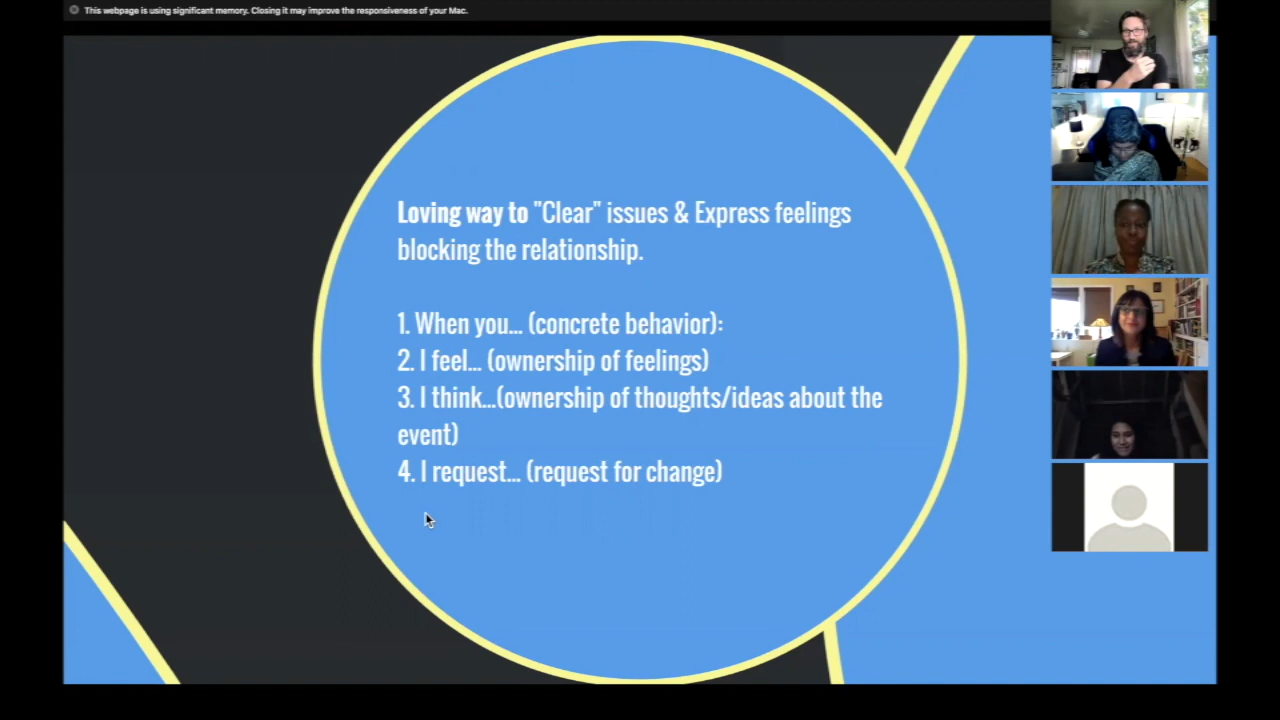 This webpage is using significant memory. Closing it may improve the responsiveness of your Mac.
Loving way to "Clear" issues & Express feelings
blocking the relationship.
1. When you... (concrete behavior):
2. I feel... (ownership of feelings)
3. I think...(ownership of thoughts/ideas about the
event)
4. I request... (request for change)